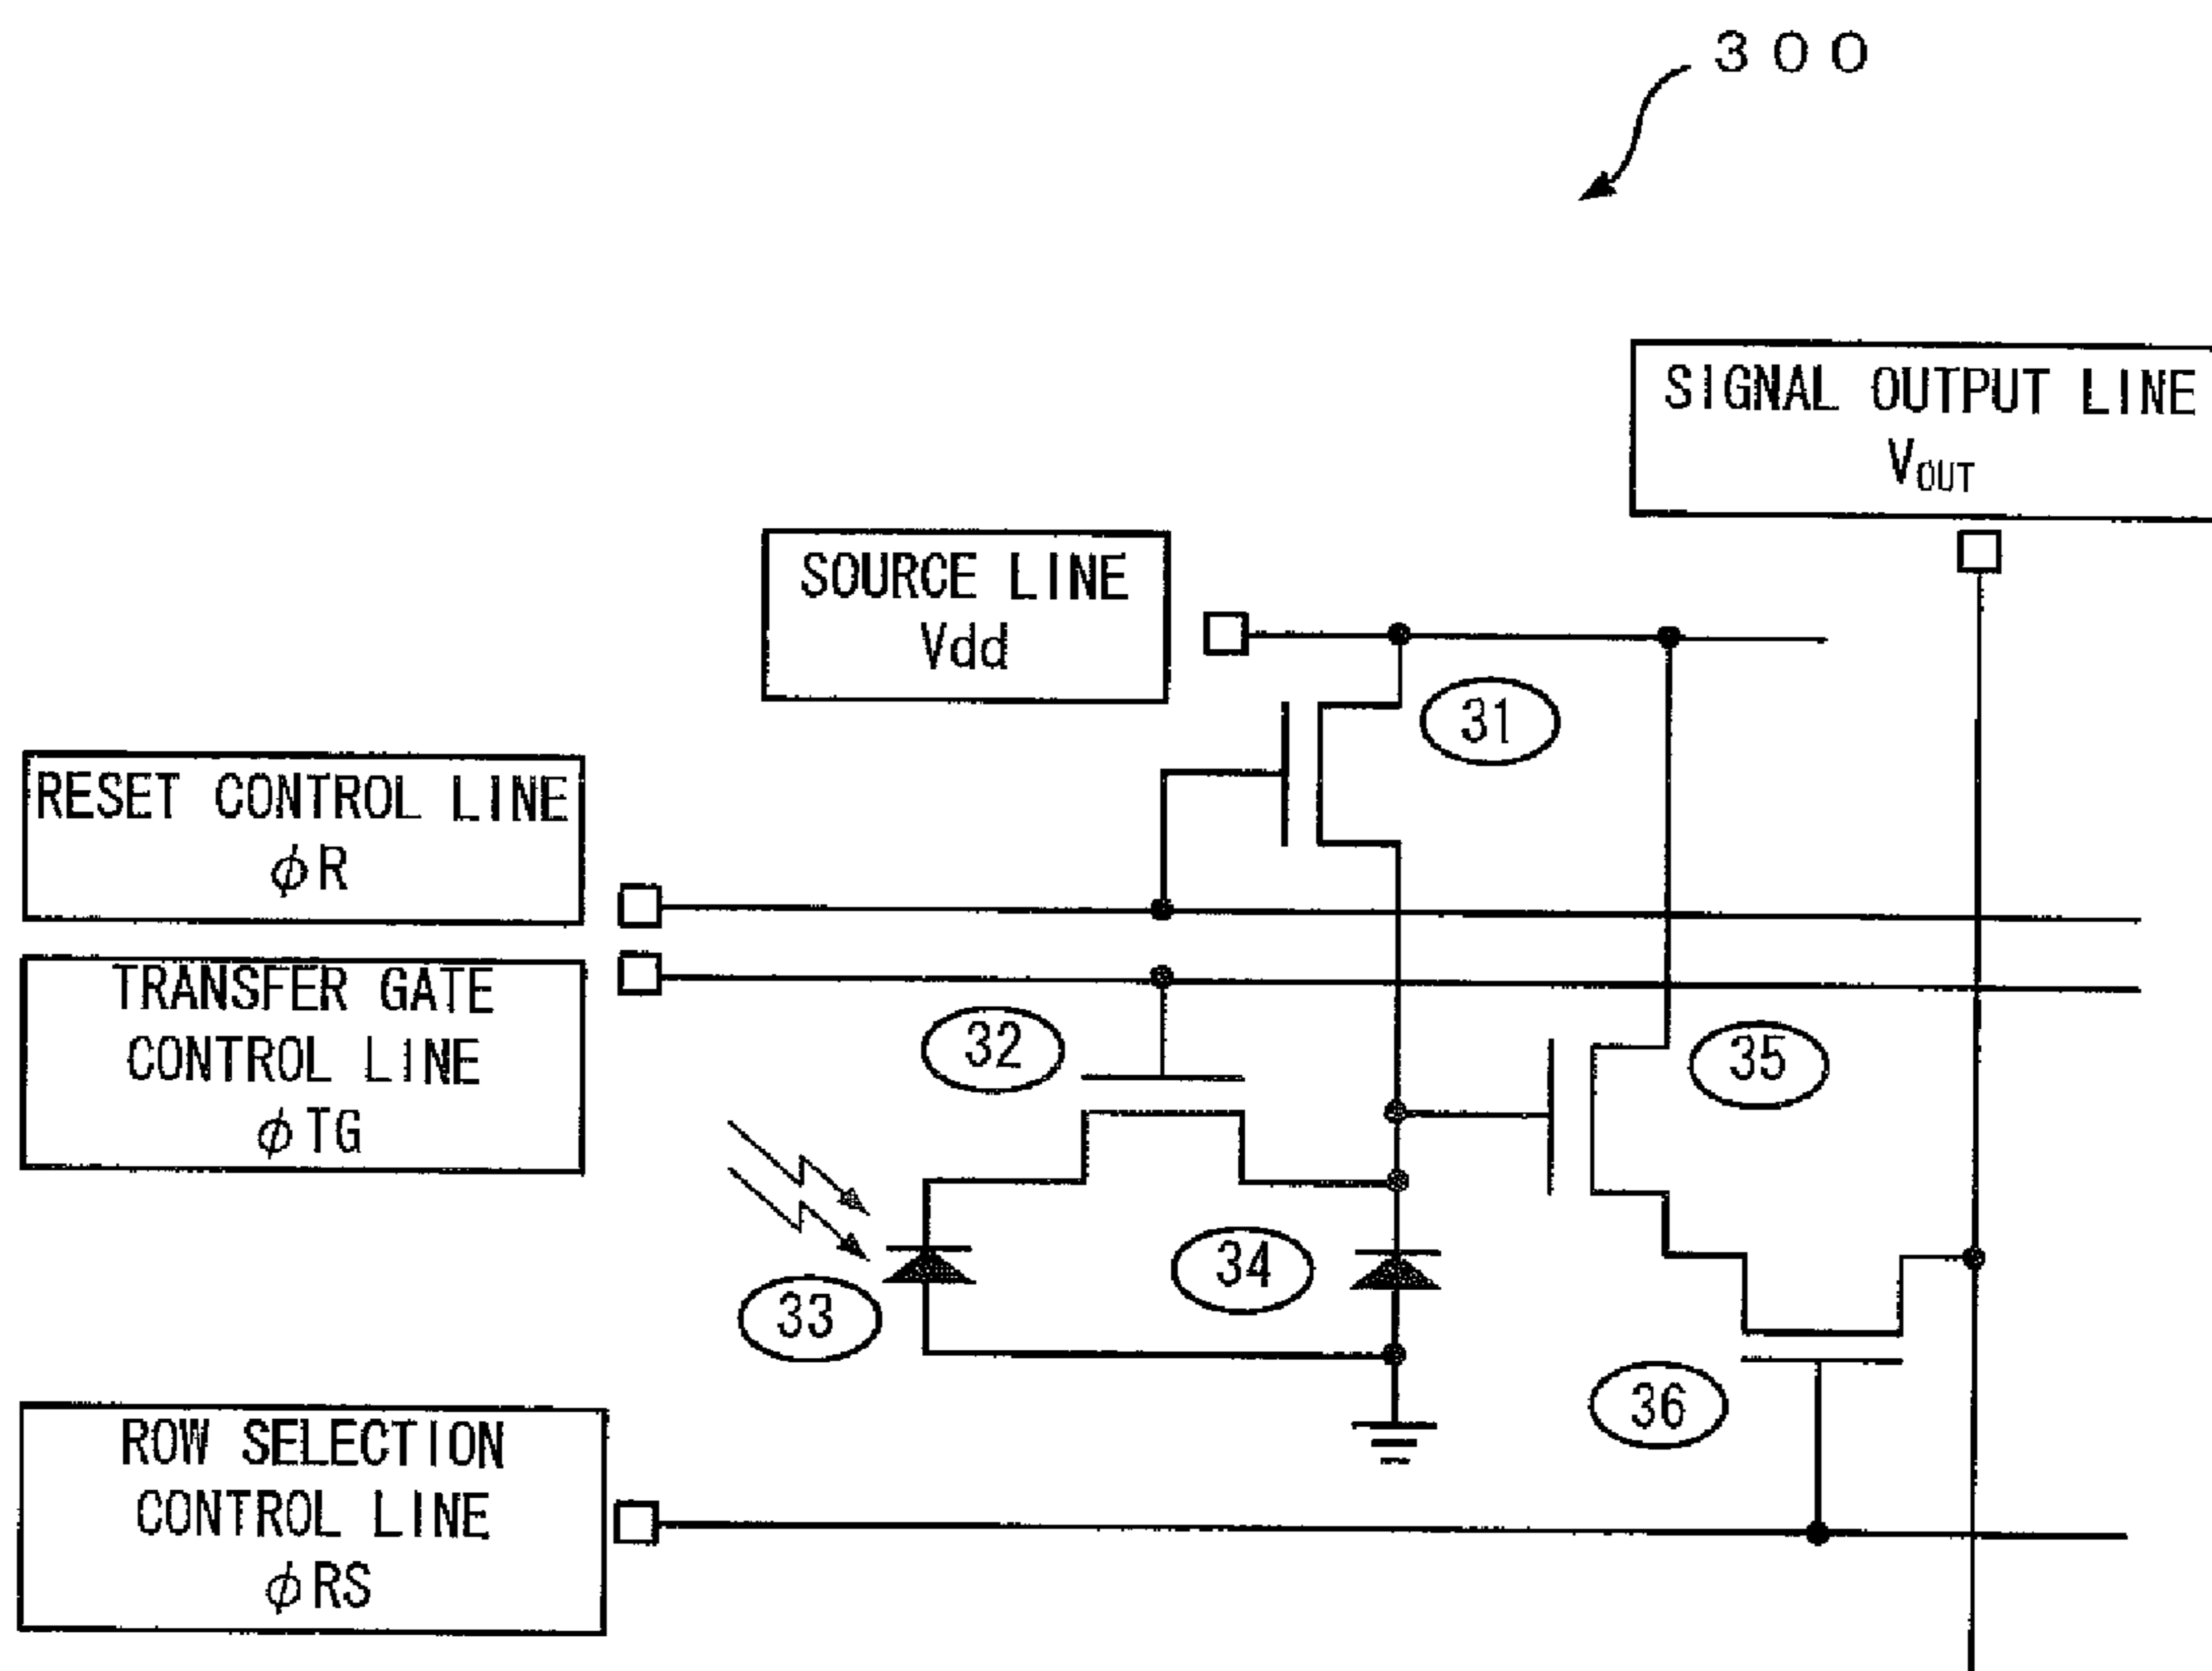 300
SIGNAL OUTPUT LINE
VOUT
SOURCE LINE
Vdd
31
RESET CONTROL LINE
φR
TRANSFER GATE
CONTROL LINE
φTG
32
35
34
33
36
ROW SELECTION
CONTROL LINE
φRS